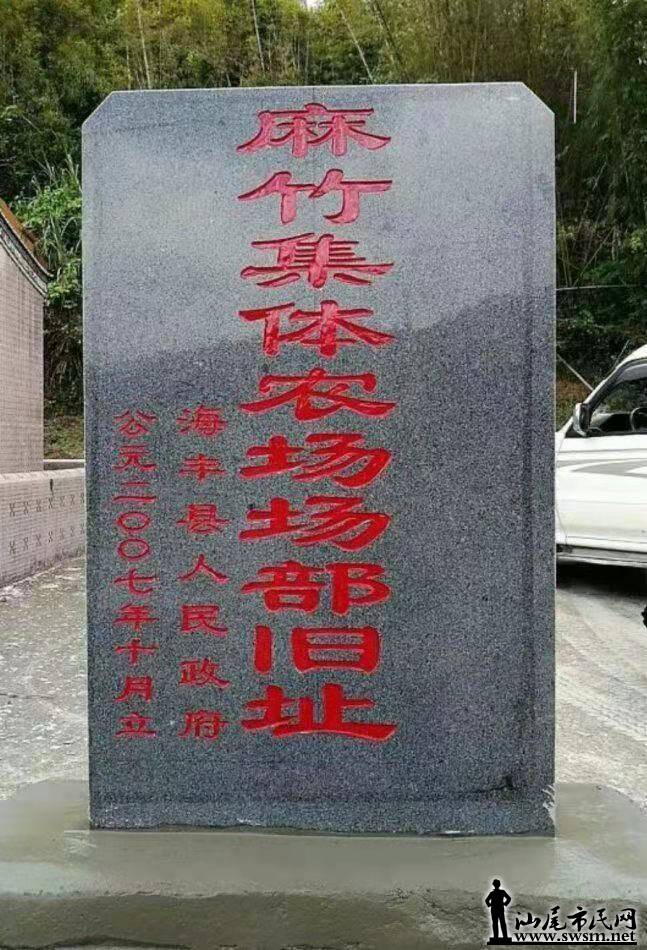 麻竹集体农场场部旧址
海丰县人民政府
公元二〇〇七年十月立
汕尾市民网
www.swsm.net